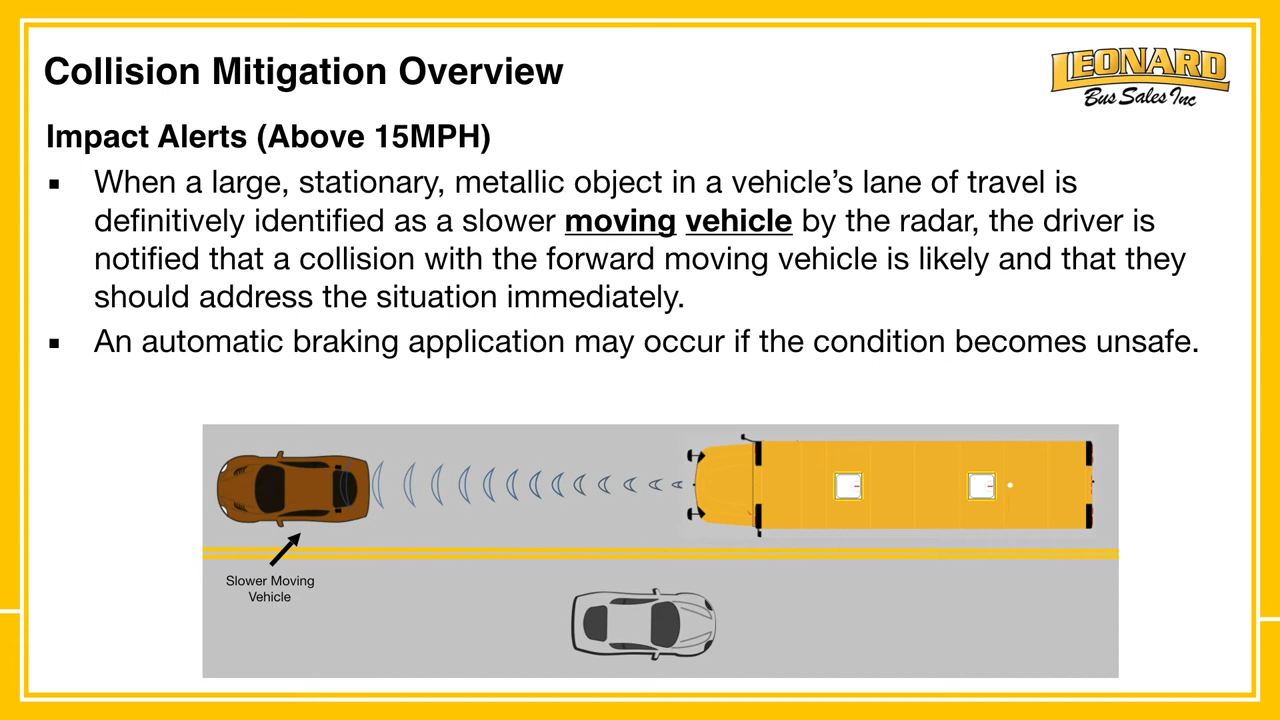 Collision Mitigation Overview
LEONARD
Bus Sales Inc
Impact Alerts (Above 15MPH)
▪ When a large, stationary, metallic object in a vehicle’s lane of travel is
definitively identified as a slower moving vehicle by the radar, the driver is
notified that a collision with the forward moving vehicle is likely and that they
should address the situation immediately.
▪ An automatic braking application may occur if the condition becomes unsafe.
Slower Moving
Vehicle